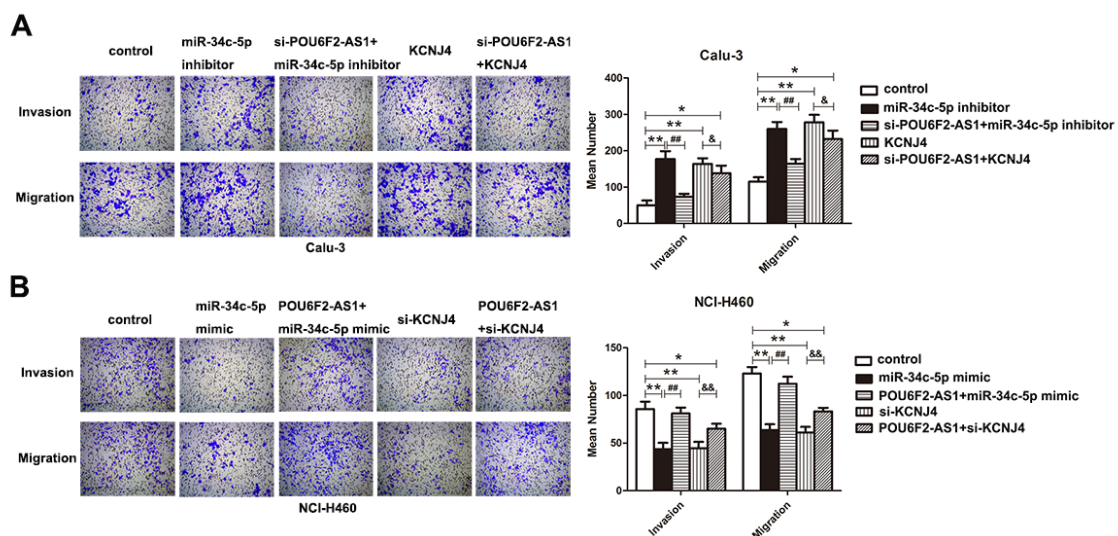 A
control
miR-34c-5p
inhibitor
si-POU6F2-AS1+
miR-34c-5p inhibitor
KCNJ4
si-POU6F2-AS1
+KCNJ4
Invasion
Migration
Calu-3
Calu-3
Mean Number
400
300
200
100
0
*
**
** ## &
*
**
** ## &
Invasion
Migration
control
miR-34c-5p inhibitor
si-POU6F2-AS1+miR-34c-5p inhibitor
KCNJ4
si-POU6F2-AS1+KCNJ4
B
control
miR-34c-5p
mimic
POU6F2-AS1+
miR-34c-5p mimic
si-KCNJ4
POU6F2-AS1
+si-KCNJ4
Invasion
Migration
NCI-H460
NCI-H460
Mean Number
150
100
50
0
*
**
** ## &&
*
**
** ## &&
Invasion
Migration
control
miR-34c-5p mimic
POU6F2-AS1+miR-34c-5p mimic
si-KCNJ4
POU6F2-AS1+si-KCNJ4